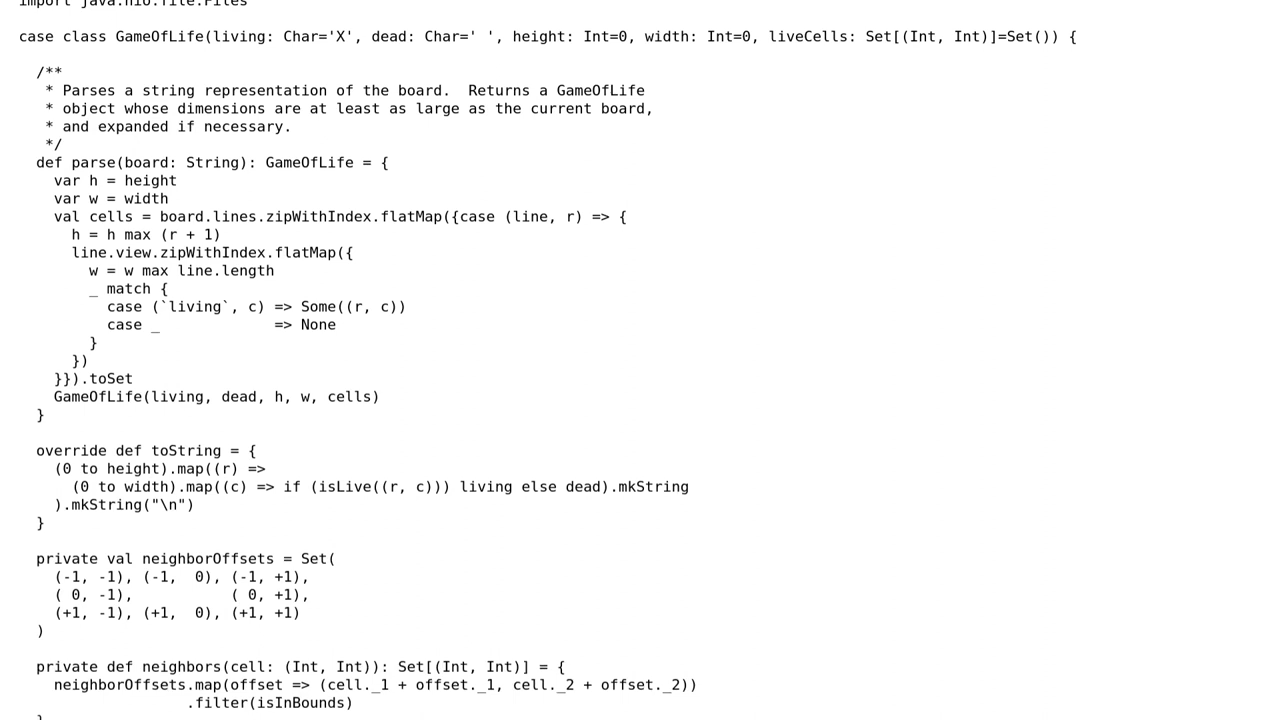 import java.nio.file.Files
case class GameOfLife(living: Char='X', dead: Char=' ', height: Int=0, width: Int=0, liveCells: Set[(Int, Int)]=Set()) {
  /**
   * Parses a string representation of the board.  Returns a GameOfLife
   * object whose dimensions are at least as large as the current board,
   * and expanded if necessary.
   */
  def parse(board: String): GameOfLife = {
    var h = height
    var w = width
    val cells = board.lines.zipWithIndex.flatMap({case (line, r) => {
      h = h max (r + 1)
      line.view.zipWithIndex.flatMap({
        w = w max line.length
        _ match {
          case (`living`, c) => Some((r, c))
          case _             => None
        }
      })
    }}).toSet
    GameOfLife(living, dead, h, w, cells)
  }
  override def toString = {
    (0 to height).map((r) =>
      (0 to width).map((c) => if (isLive((r, c))) living else dead).mkString
    ).mkString("\n")
  }
  private val neighborOffsets = Set(
    (-1, -1), (-1,  0), (-1, +1),
    ( 0, -1),           ( 0, +1),
    (+1, -1), (+1,  0), (+1, +1)
  )
  private def neighbors(cell: (Int, Int)): Set[(Int, Int)] = {
    neighborOffsets.map(offset => (cell._1 + offset._1, cell._2 + offset._2))
                   .filter(isInBounds)
  }